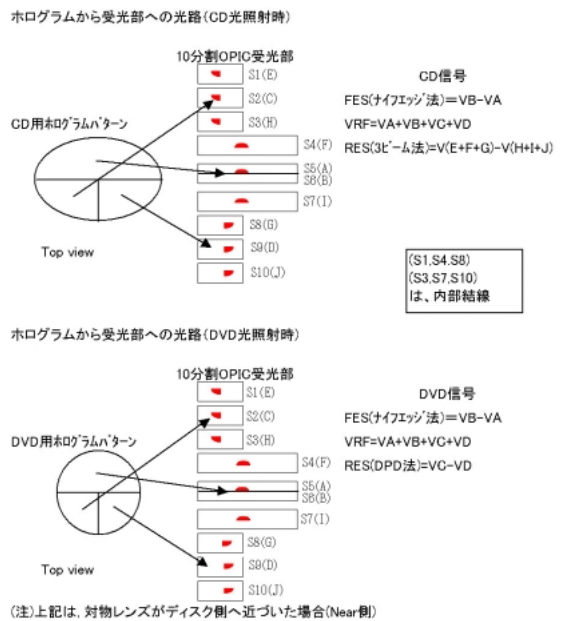 ホログラムから受光部への光路(CD光照射時)
10分割OPIC受光部
S1(E)
CD信号
S2(C)
FES(ナイフエッジ法)=VB-VA
CD用ホログラムパターン
S3(H)
VRF=VA+VB+VC+VD
S4(F)
RES(3ビーム法)=V(E+F+G)-V(H+I+J)
S5(A)
S6(B)
S7(I)
S8(G)
Top view
S9(D)
S10(J)
(S1,S4,S8)
(S3,S7,S10)
は、内部結線
ホログラムから受光部への光路(DVD光照射時)
10分割OPIC受光部
S1(E)
DVD信号
S2(C)
FES(ナイフエッジ法)=VB-VA
DVD用ホログラムパターン
S3(H)
VRF=VA+VB+VC+VD
S4(F)
RES(DPD法)=VC-VD
S5(A)
S6(B)
S7(I)
S8(G)
Top view
S9(D)
S10(J)
(注)上記は, 対物レンズがディスク側へ近づいた場合(Near側)